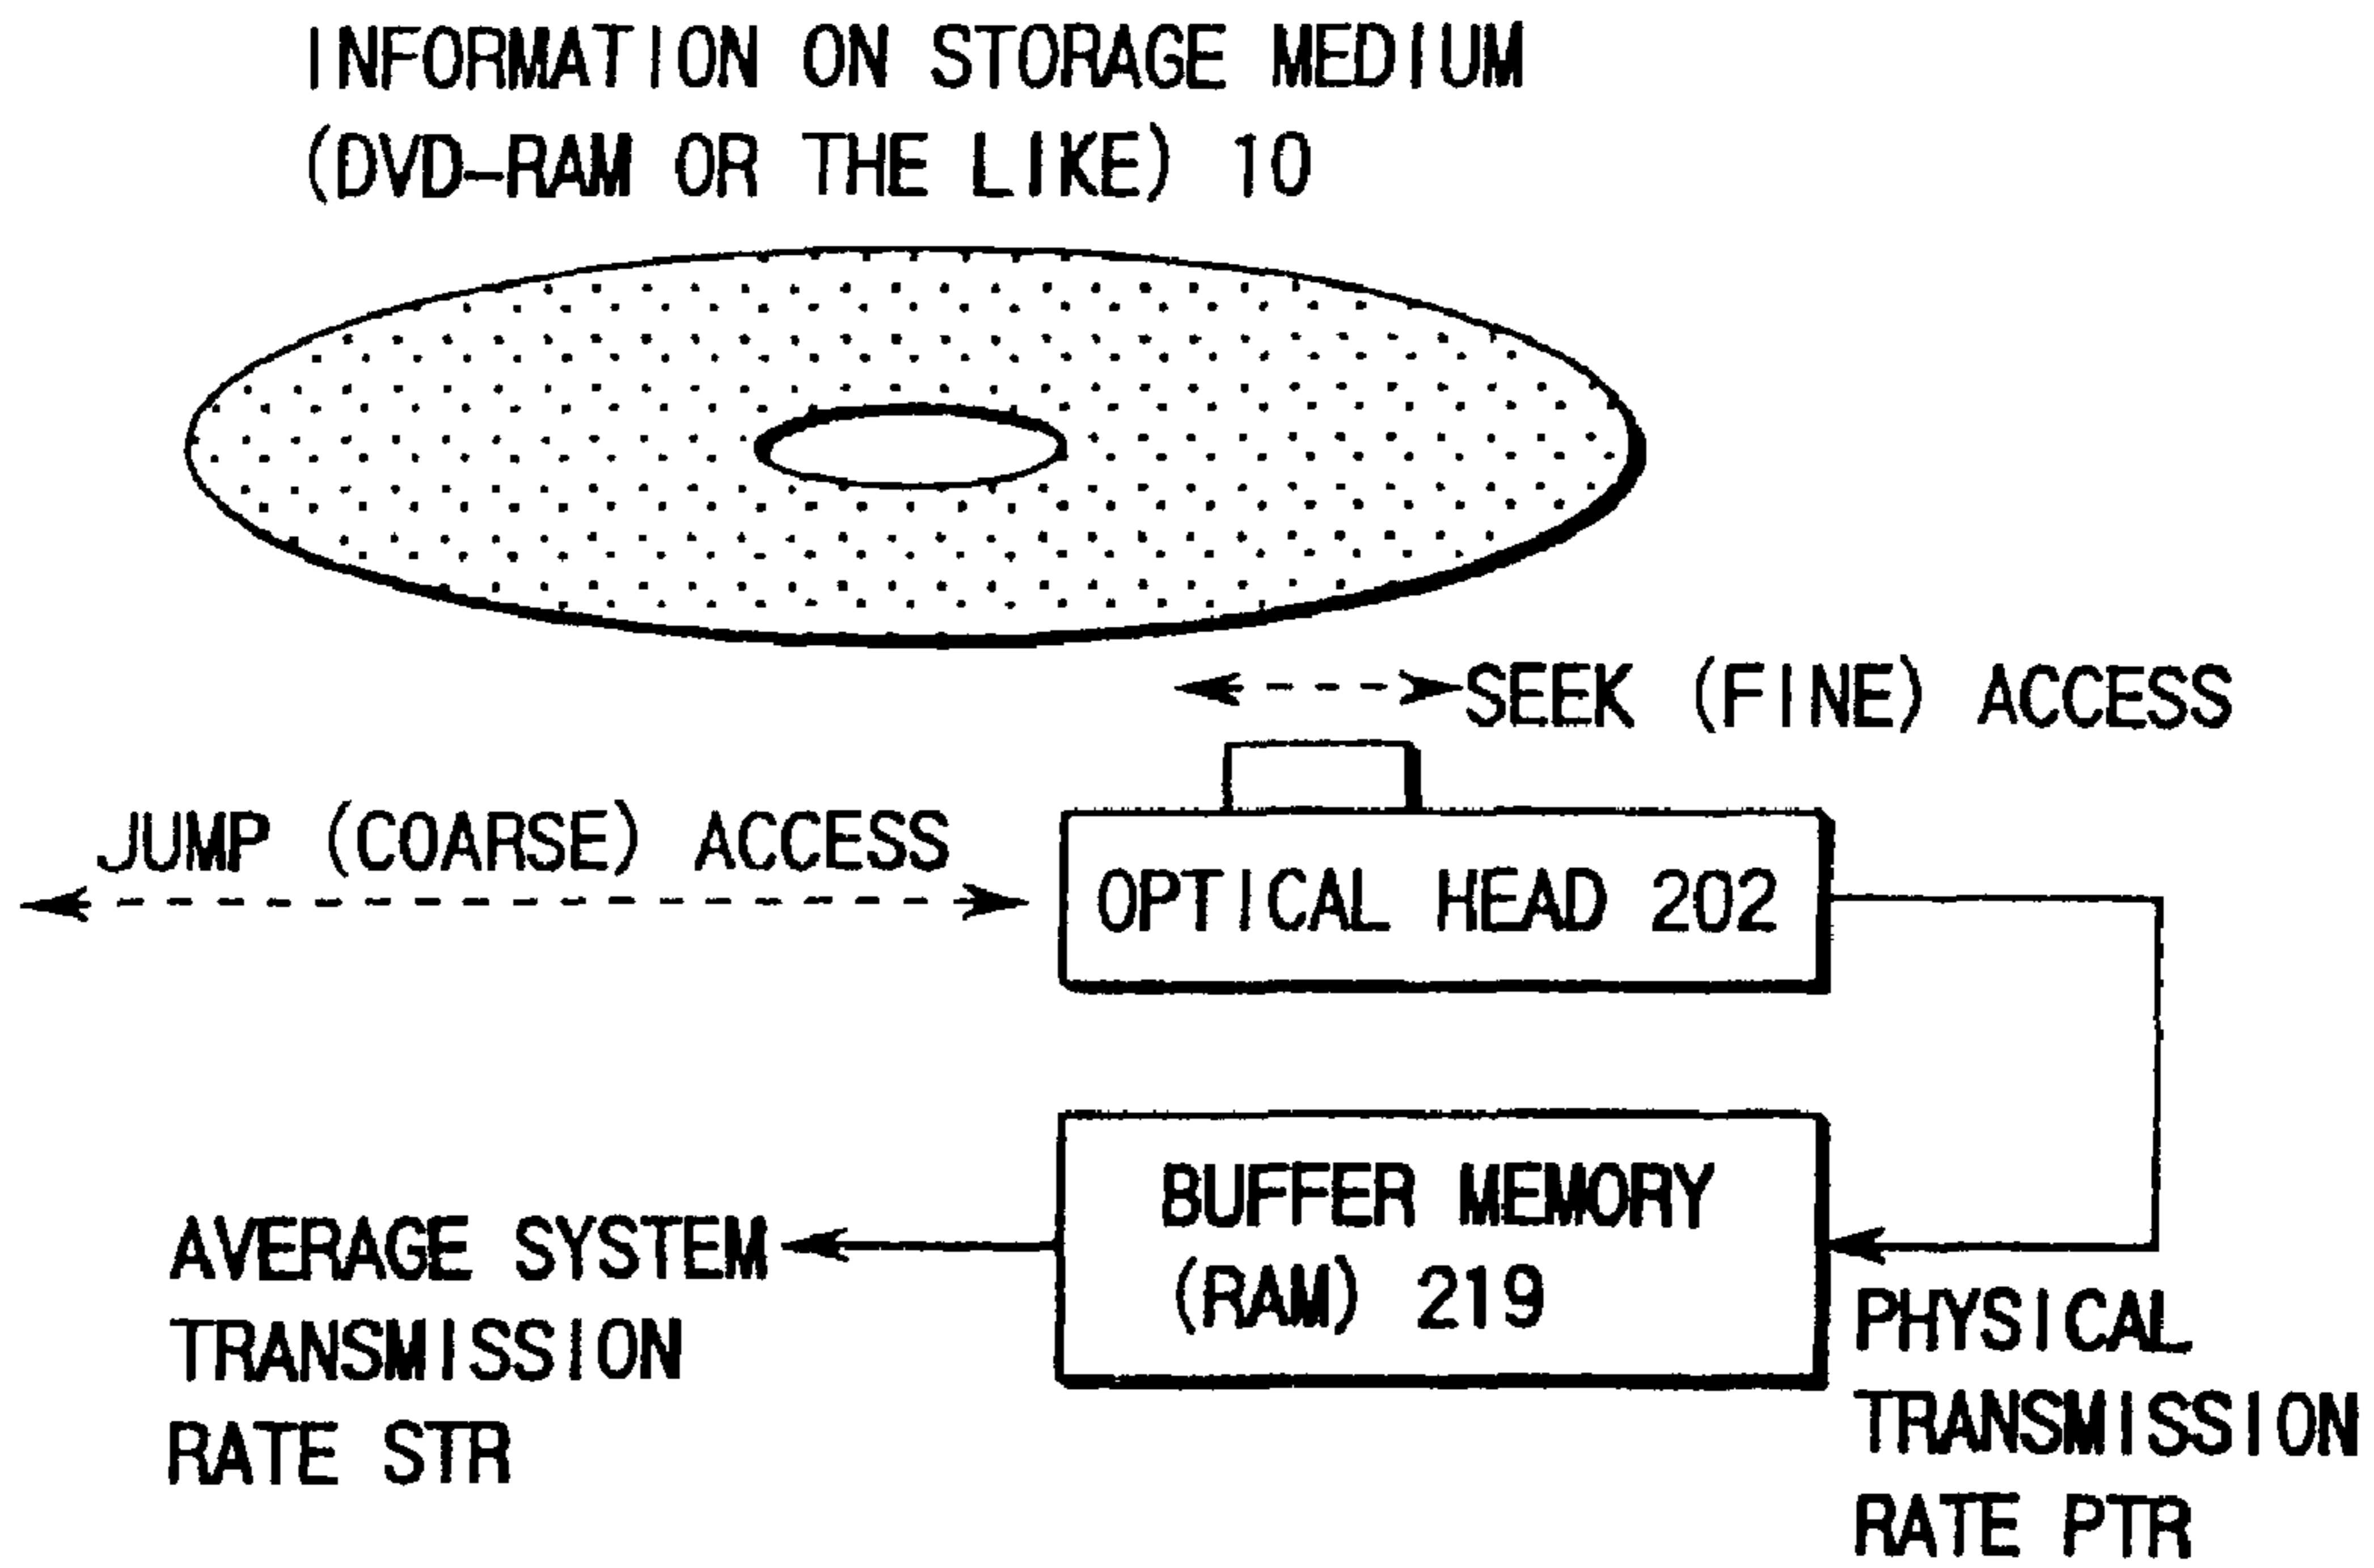 INFORMATION ON STORAGE MEDIUM
(DVD-RAM OR THE LIKE) 10
SEEK (FINE) ACCESS
JUMP (COARSE) ACCESS
OPTICAL HEAD 202
BUFFER MEMORY
(RAM) 219
AVERAGE SYSTEM
TRANSMISSION
RATE STR
PHYSICAL
TRANSMISSION
RATE PTR